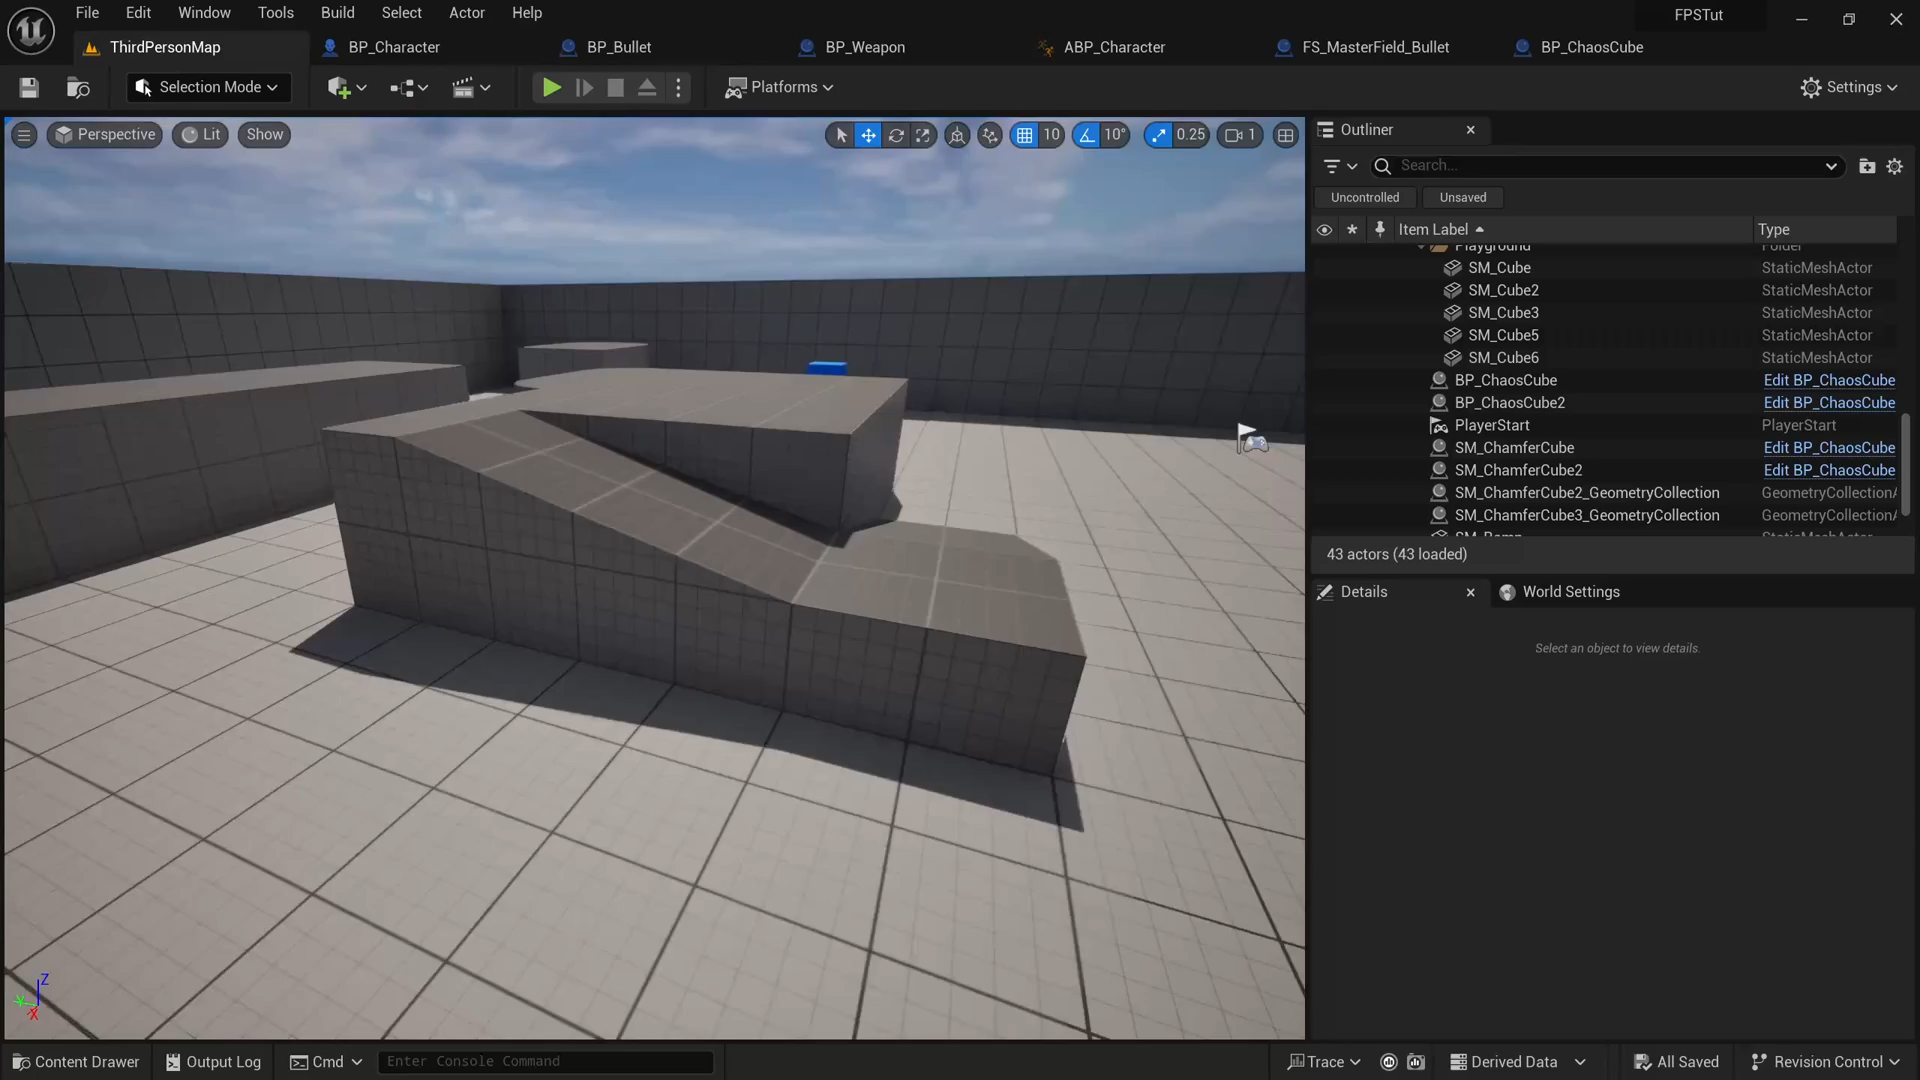 File Edit Window Tools Build Select Actor Help FPSTut
ThirdPersonMap BP_Character BP_Bullet BP_Weapon ABP_Character FS_MasterField_Bullet BP_ChaosCube
Selection Mode Platforms Settings
Perspective Lit Show 10 10° 0.25 1
Outliner
Search...
Uncontrolled Unsaved
Item Label Type
Playground Folder
SM_Cube StaticMeshActor
SM_Cube2 StaticMeshActor
SM_Cube3 StaticMeshActor
SM_Cube5 StaticMeshActor
SM_Cube6 StaticMeshActor
BP_ChaosCube Edit BP_ChaosCube
BP_ChaosCube2 Edit BP_ChaosCube
PlayerStart PlayerStart
SM_ChamferCube Edit BP_ChaosCube
SM_ChamferCube2 Edit BP_ChaosCube
SM_ChamferCube2_GeometryCollection GeometryCollectionA
SM_ChamferCube3_GeometryCollection GeometryCollectionA
SM_Ramp StaticMeshActor
43 actors (43 loaded)
Details World Settings
Select an object to view details.
Z
Y
X
Content Drawer Output Log Cmd Enter Console Command Trace Derived Data All Saved Revision Control